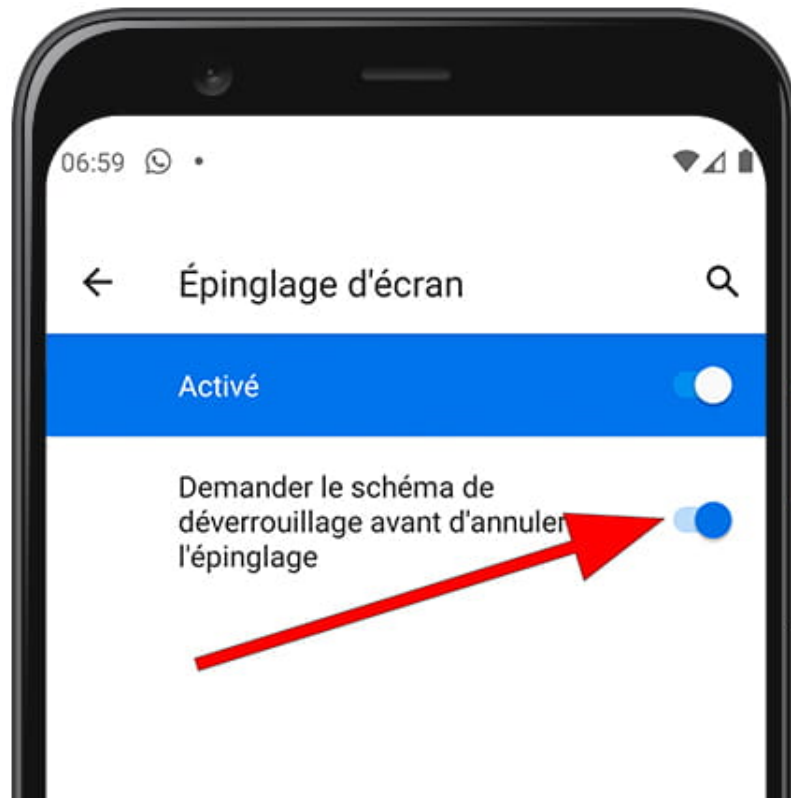 06:59
Épinglage d'écran
Activé
Demander le schéma de
déverrouillage avant d'annuler
l'épinglage